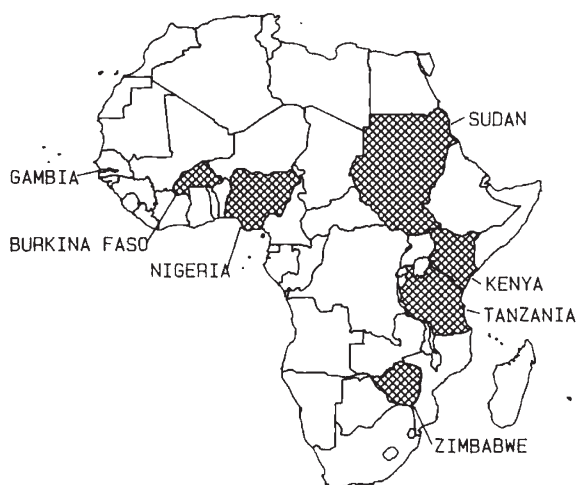 SUDAN
GAMBIA
BURKINA FASO
NIGERIA
KENYA
TANZANIA
ZIMBABWE